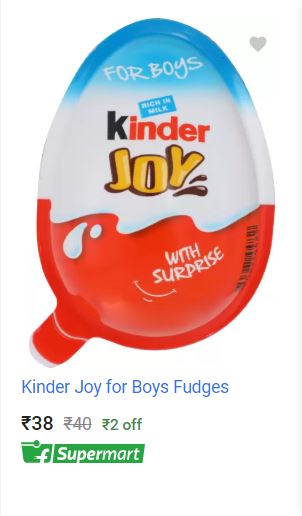 FOR BOYS
RICH IN
MILK
kinder
JOY
WITH
SURPRISE
Kinder Joy for Boys Fudges
₹38 ₹40 ₹2 off
f Supermart